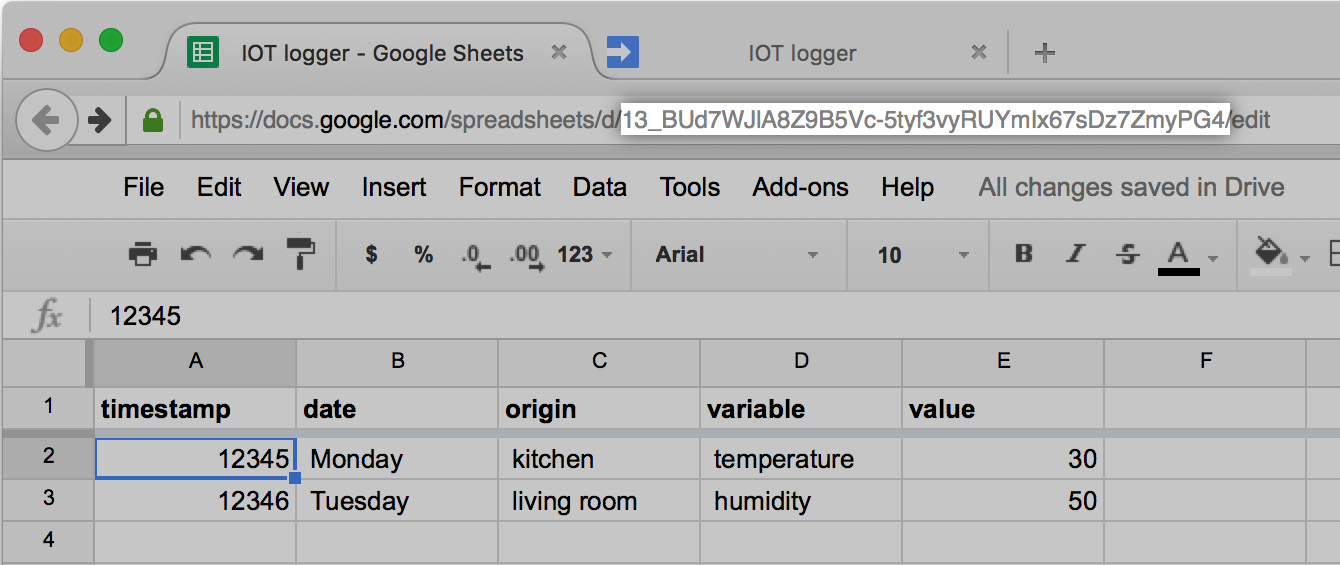 IOT logger - Google Sheets × IOT logger × +
https://docs.google.com/spreadsheets/d/13_BUd7WJlA8Z9B5Vc-5tyf3vyRUYmIx67sDz7ZmyPG4/edit
File Edit View Insert Format Data Tools Add-ons Help All changes saved in Drive
$ % .0 .00 123 Arial 10 B I S A
fx 12345
A B C D E F
1 timestamp date origin variable value
2 12345 Monday kitchen temperature 30
3 12346 Tuesday living room humidity 50
4